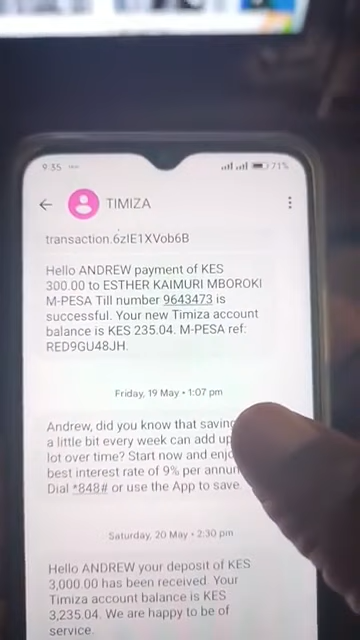 9:35
71%
TIMIZA
transaction.6zlE1XVob6B
Hello ANDREW payment of KES
300.00 to ESTHER KAIMURI MBOROKI
M-PESA Till number 9643473 is
successful. Your new Timiza account
balance is KES 235.04. M-PESA ref:
RED9GU48JH.
Friday, 19 May • 1:07 pm
Andrew, did you know that saving
a little bit every week can add up
lot over time? Start now and enjo
best interest rate of 9% per annum
Dial *848# or use the App to save.
Saturday, 20 May • 2:30 pm
Hello ANDREW your deposit of KES
3,000.00 has been received. Your
Timiza account balance is KES
3,235.04. We are happy to be of
service.